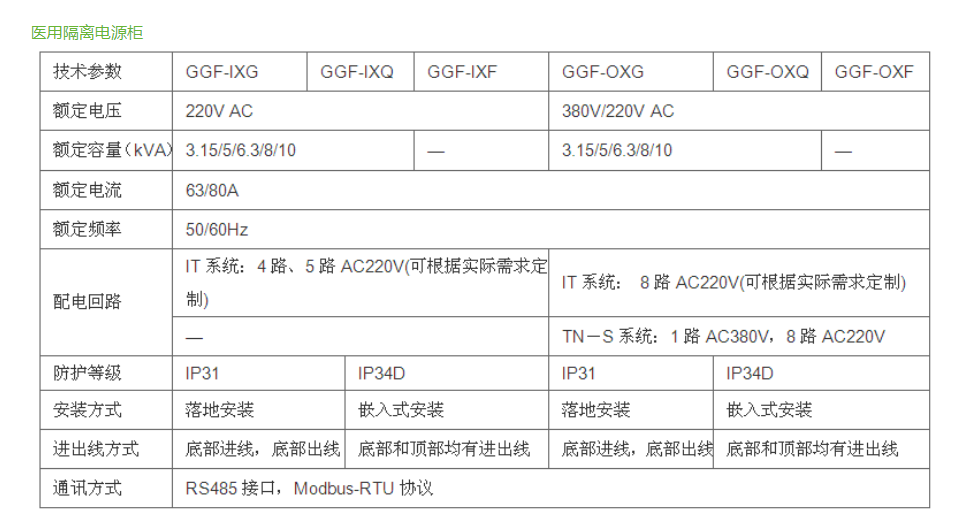 医用隔离电源柜
技术参数 GGF-IXG GGF-IXQ GGF-IXF GGF-OXG GGF-OXQ GGF-OXF
额定电压 220V AC 380V/220V AC
额定容量（kVA） 3.15/5/6.3/8/10 — 3.15/5/6.3/8/10 —
额定电流 63/80A
额定频率 50/60Hz
配电回路 IT 系统：4 路、5 路 AC220V(可根据实际需求定
制)
IT 系统： 8 路 AC220V(可根据实际需求定制)
— TN－S 系统：1 路 AC380V，8 路 AC220V
防护等级 IP31 IP34D IP31 IP34D
安装方式 落地安装 嵌入式安装 落地安装 嵌入式安装
进出线方式 底部进线，底部出线 底部和顶部均有进出线 底部进线，底部出线 底部和顶部均有进出线
通讯方式 RS485 接口，Modbus-RTU 协议